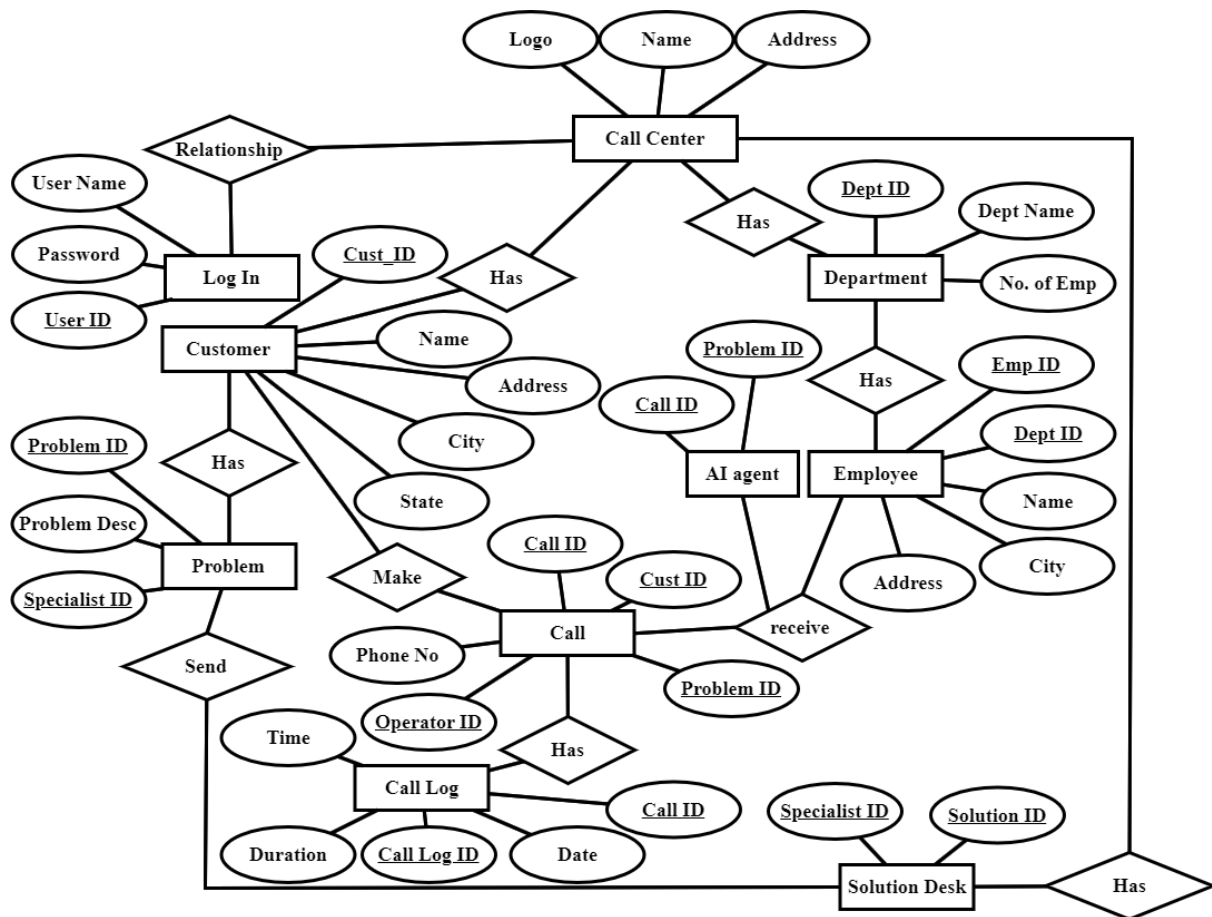 Logo
Name
Address
Call Center
Relationship
User Name
Dept ID
Dept Name
Has
Password
Cust_ID
Log In
Has
Department
No. of Emp
User ID
Customer
Name
Problem ID
Address
Has
Emp ID
Call ID
City
Dept ID
Problem ID
Has
AI agent
Employee
State
Name
Problem Desc
Call ID
Problem
Make
Cust ID
Address
City
Specialist ID
Call
receive
Phone No
Send
Problem ID
Operator ID
Time
Has
Call Log
Call ID
Specialist ID
Solution ID
Duration
Call Log ID
Date
Solution Desk
Has